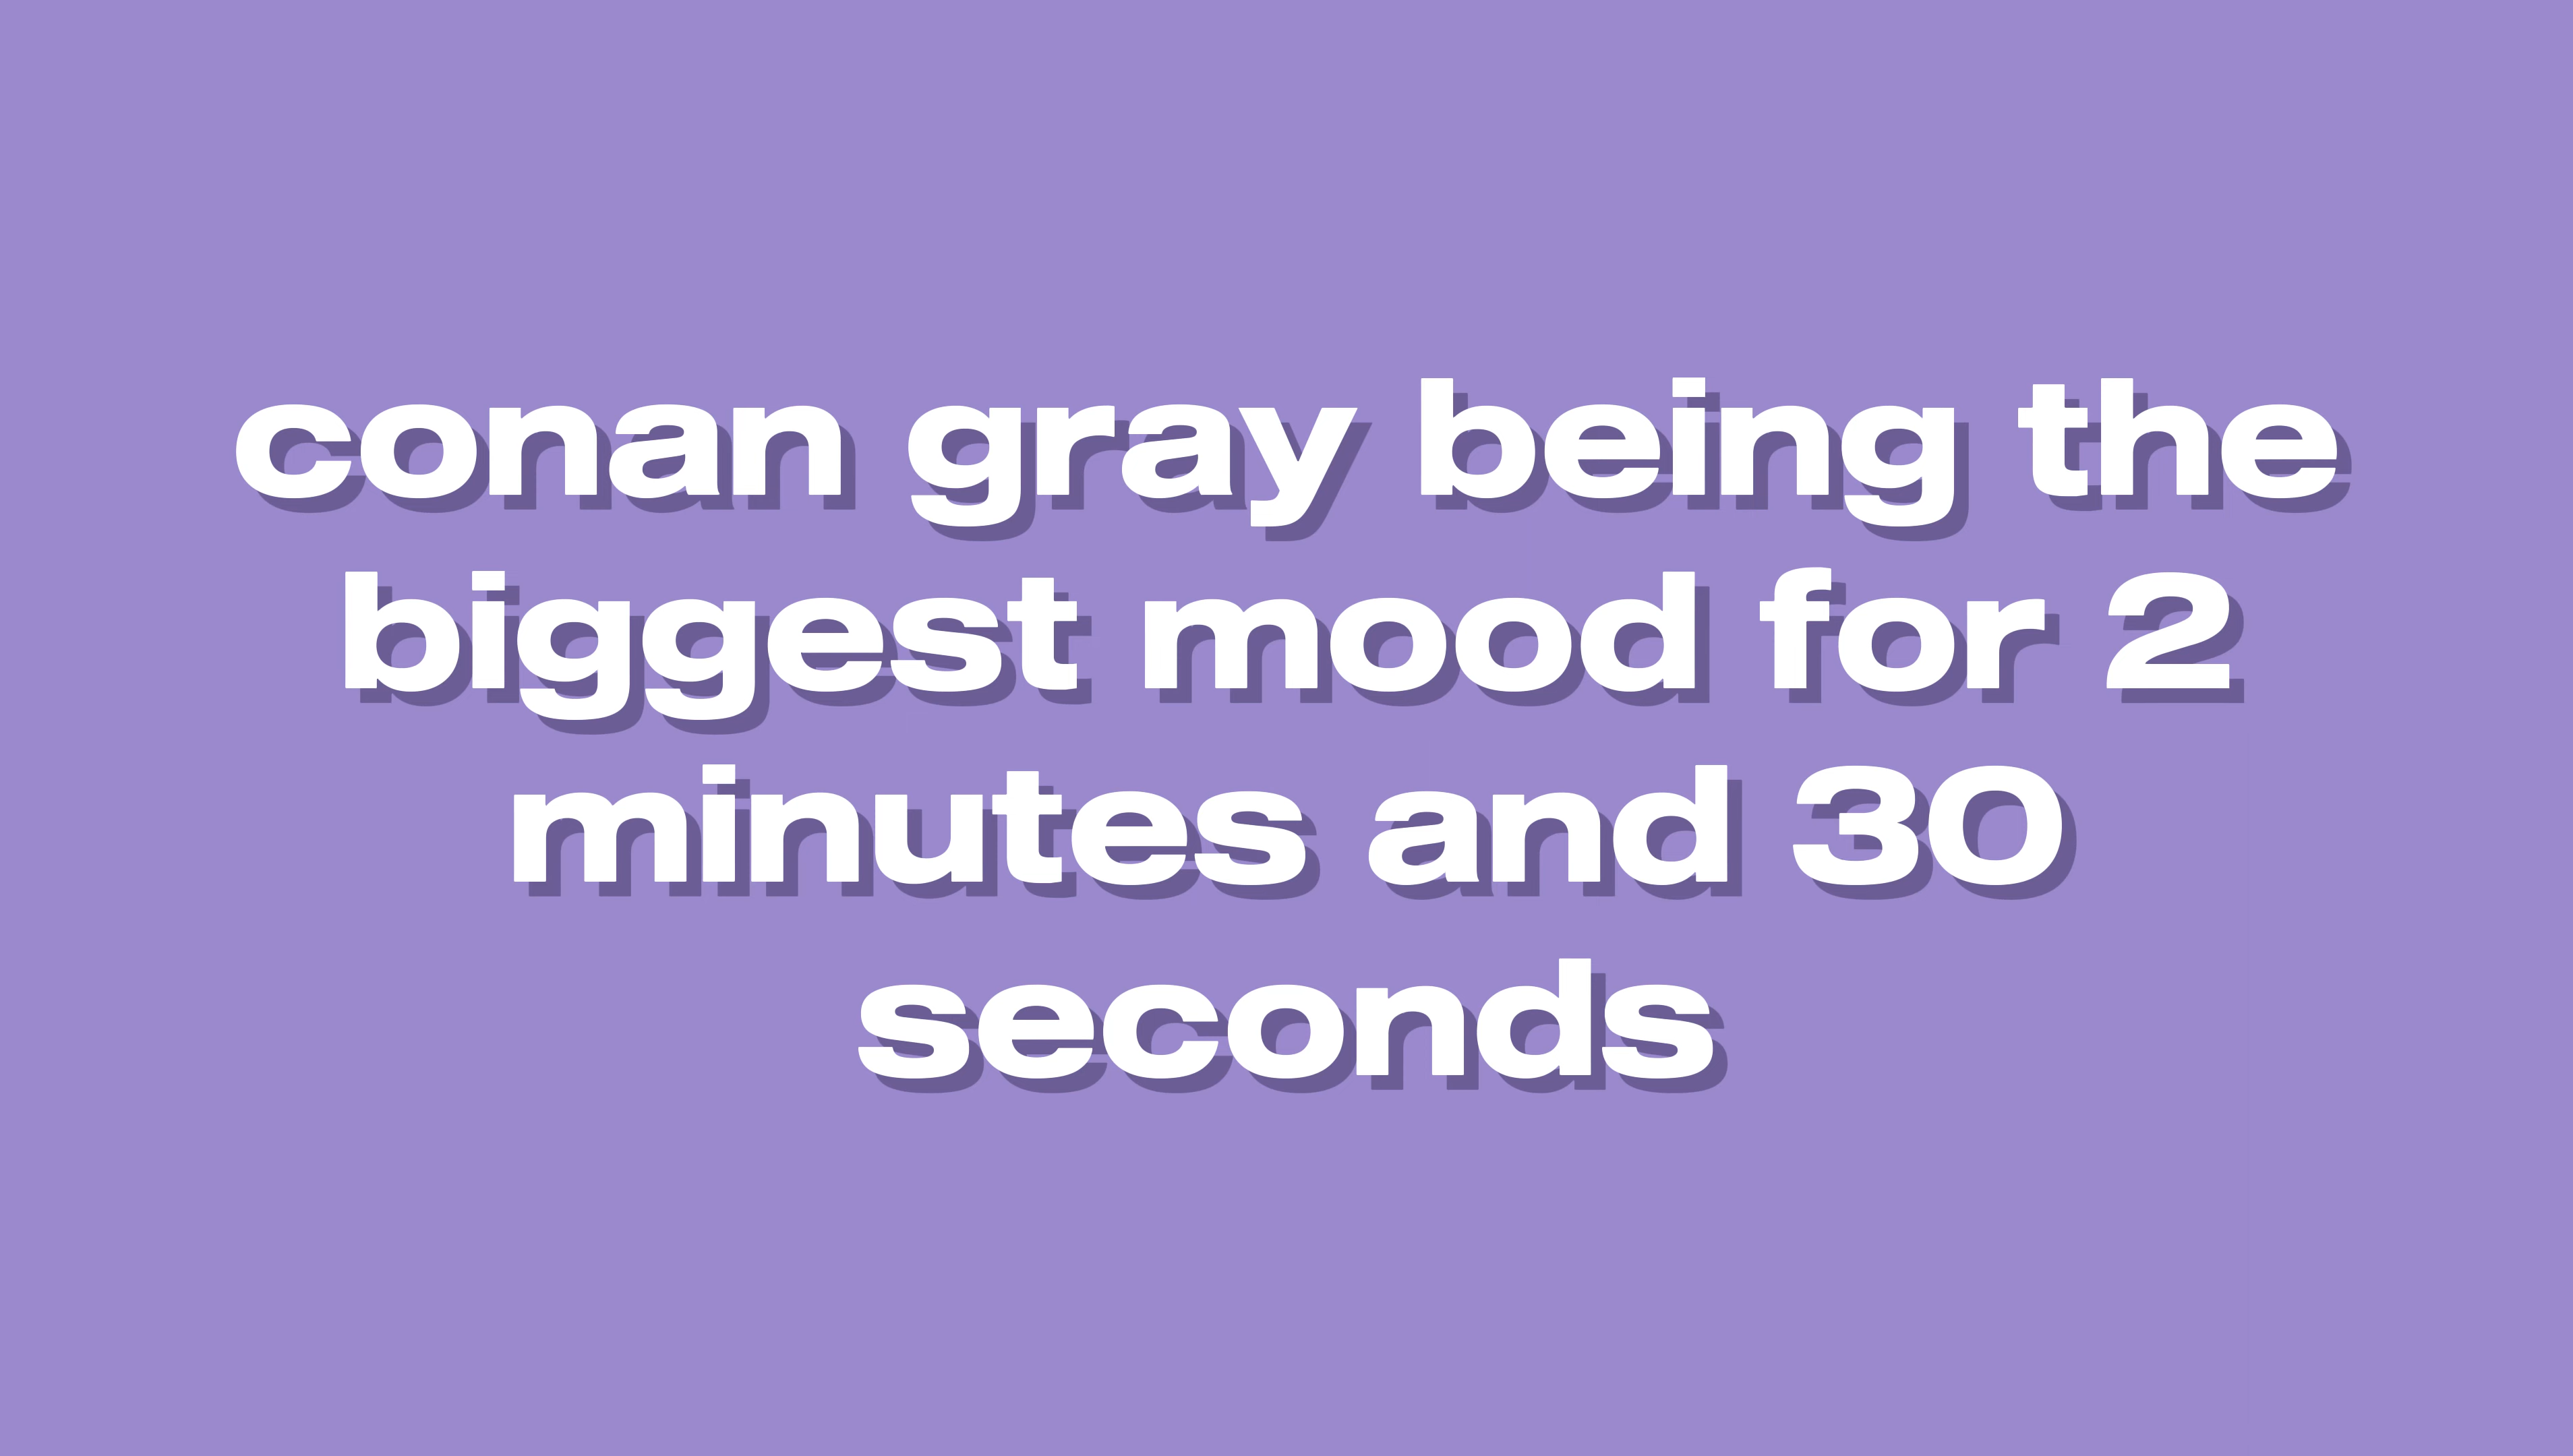 conan gray being the
biggest mood for 2
minutes and 30
seconds